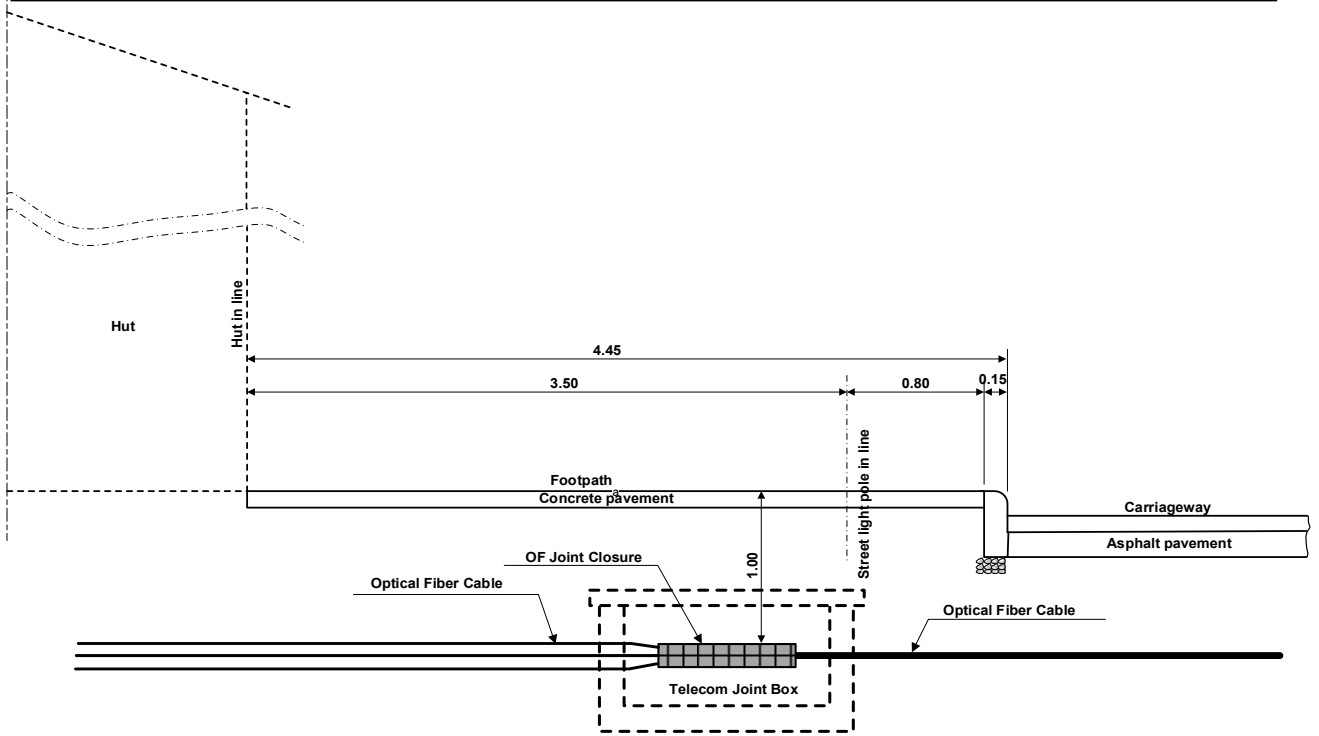 Hut
Hut in line
4.45
3.50
0.80
0.15
Street light pole in line
Footpath
a
Concrete pavement
Carriageway
Asphalt pavement
1.00
OF Joint Closure
Optical Fiber Cable
Optical Fiber Cable
Telecom Joint Box